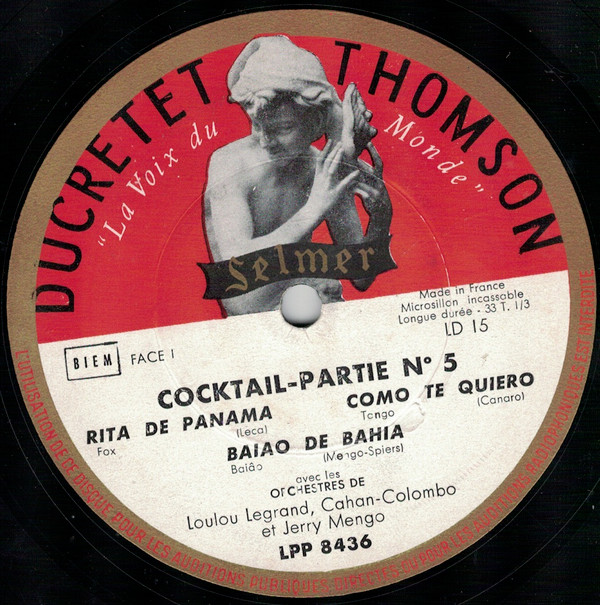 DUCRETET THOMSON
"La Voix du Monde"
Selmer
Made in France
Microsillon incassable
Longue durée - 33 T. 1/3
LD 15
BIEM FACE 1
COCKTAIL-PARTIE N° 5
RITA DE PANAMA
Fox (Leca)
COMO TE QUIERO
Tango (Canaro)
BAIAO DE BAHIA
Baiâo (Mengo-Spiers)
avec les
ORCHESTRES DE
Loulou Legrand, Cahan-Colombo
et Jerry Mengo
LPP 8436
L'UTILISATION DE CE DISQUE POUR LES AUDITIONS PUBLIQUES, DIRECTES OU POUR LES AUDITIONS RADIOPHONIQUES EST INTERDITE